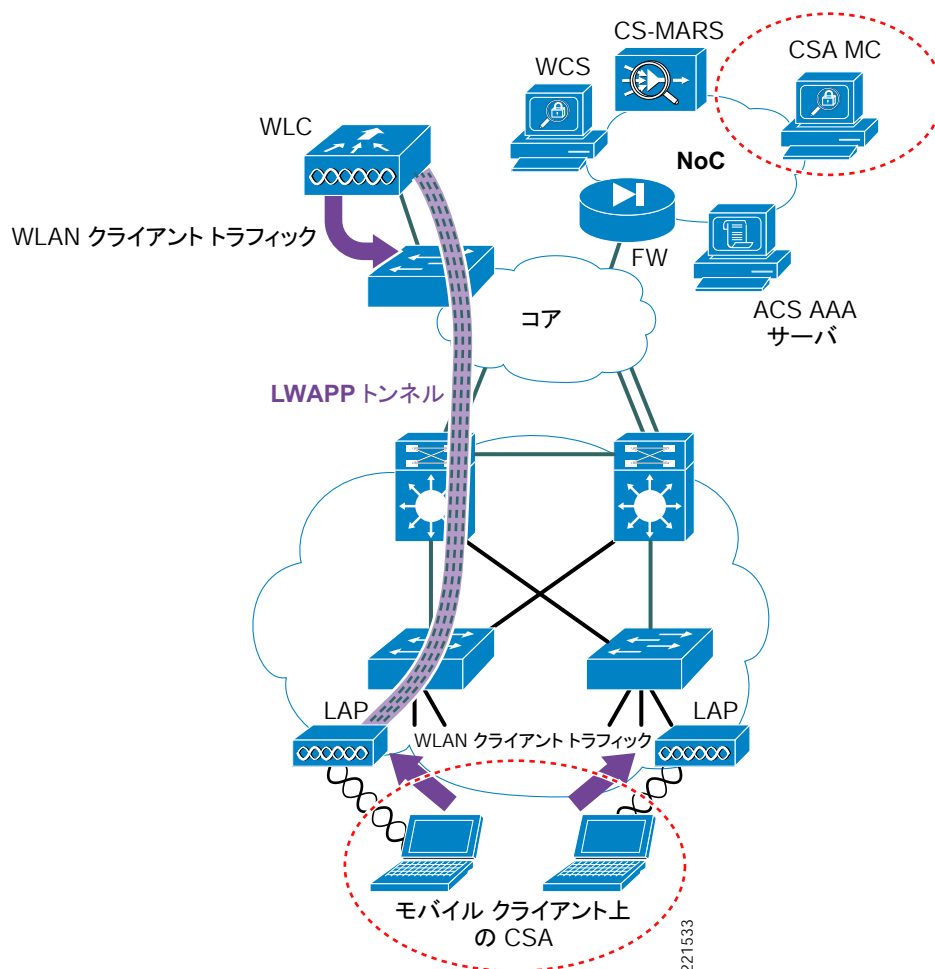 CS-MARS
CSA MC
WCS
WLC
NoC
WLAN クライアント トラフィック
FW
ACS AAA
サーバ
コア
LWAPP トンネル
LAP
LAP
WLAN クライアント トラフィック
モバイル クライアント上
の CSA
221533